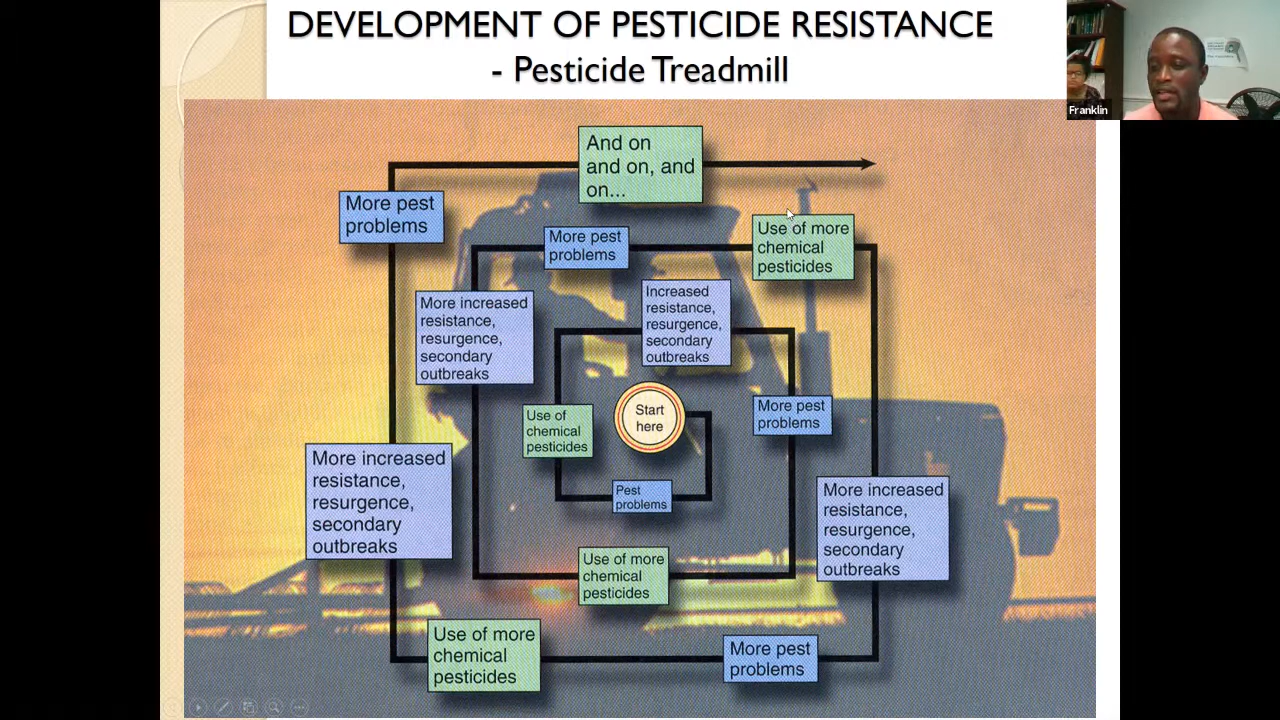 DEVELOPMENT OF PESTICIDE RESISTANCE
- Pesticide Treadmill
Franklin
And on
and on, and
on...
More pest
problems
Use of more
chemical
pesticides
More pest
problems
More increased
resistance,
resurgence,
secondary
outbreaks
Increased
resistance,
resurgence,
secondary
outbreaks
Start
here
Use of
chemical
pesticides
More pest
problems
Pest
problems
More increased
resistance,
resurgence,
secondary
outbreaks
More increased
resistance,
resurgence,
secondary
outbreaks
Use of more
chemical
pesticides
Use of more
chemical
pesticides
More pest
problems